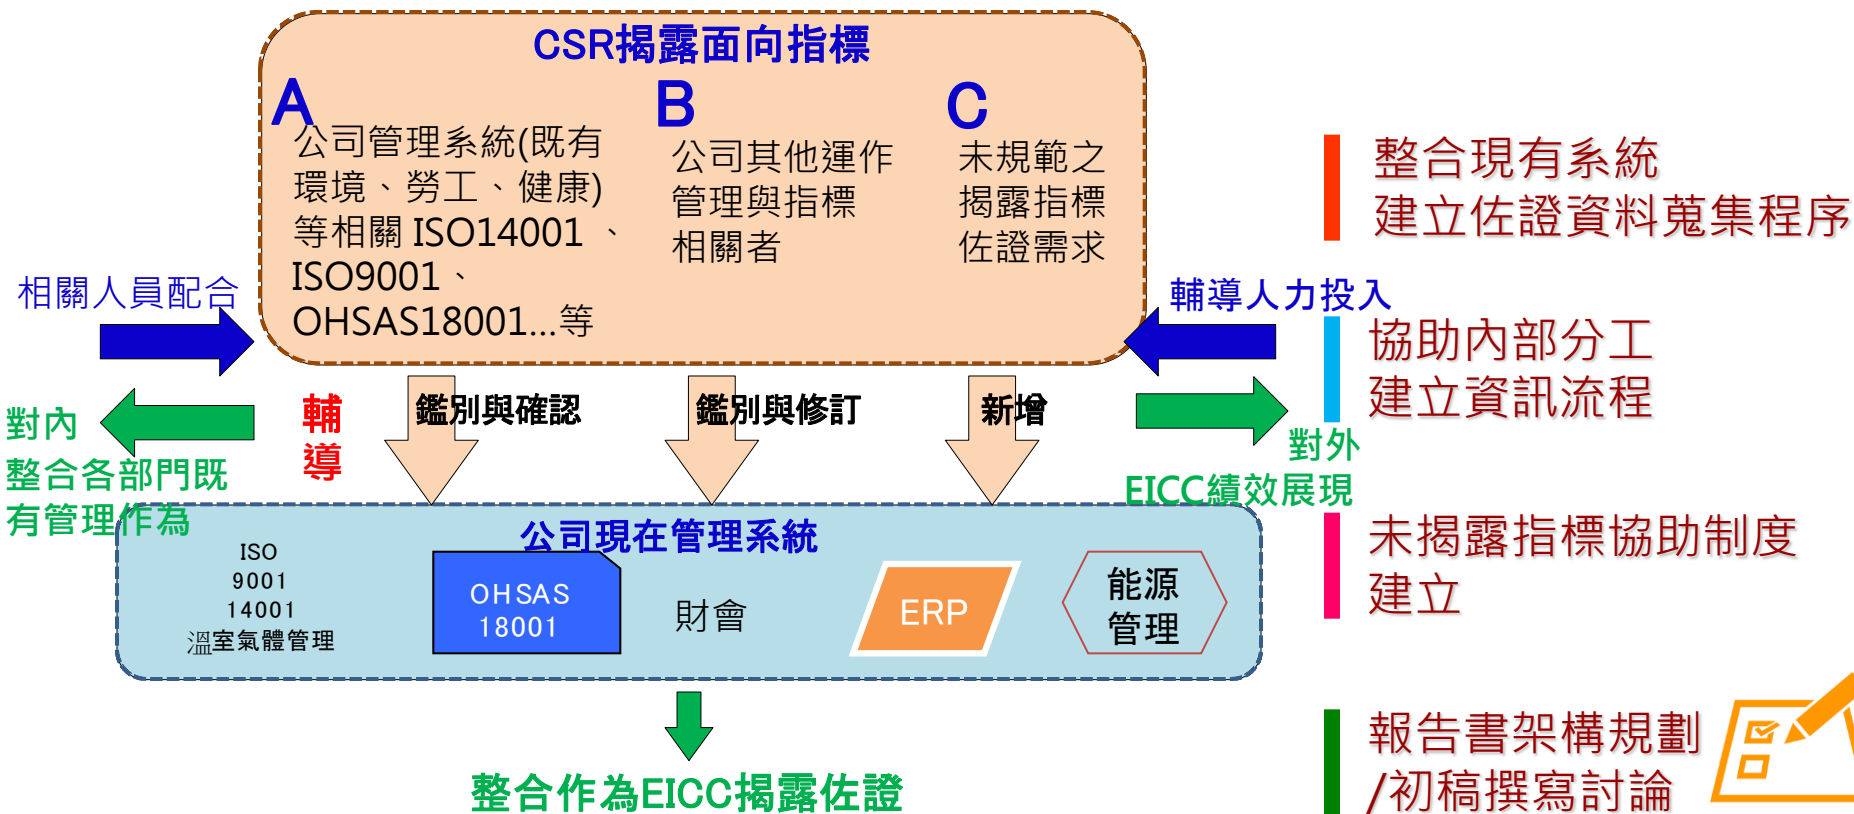 CSR揭露面向指標
A
公司管理系統(既有
環境、勞工、健康)
等相關 ISO14001 、
ISO9001、
OHSAS18001...等
B
公司其他運作
管理與指標
相關者
C
未規範之
揭露指標
佐證需求
相關人員配合
輔導人力投入
對內
整合各部門既
有管理作為
輔
導
鑑別與確認
鑑別與修訂
新增
對外
EICC績效展現
公司現在管理系統
ISO
9001
14001
溫室氣體管理
OHSAS
18001
財會
ERP
能源
管理
整合作為EICC揭露佐證
整合現有系統
建立佐證資料蒐集程序
協助內部分工
建立資訊流程
未揭露指標協助制度
建立
報告書架構規劃
/初稿撰寫討論